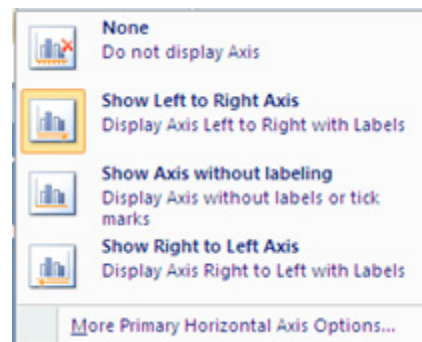 None
Do not display Axis
Show Left to Right Axis
Display Axis Left to Right with Labels
Show Axis without labeling
Display Axis without labels or tick
marks
Show Right to Left Axis
Display Axis Right to Left with Labels
More Primary Horizontal Axis Options...